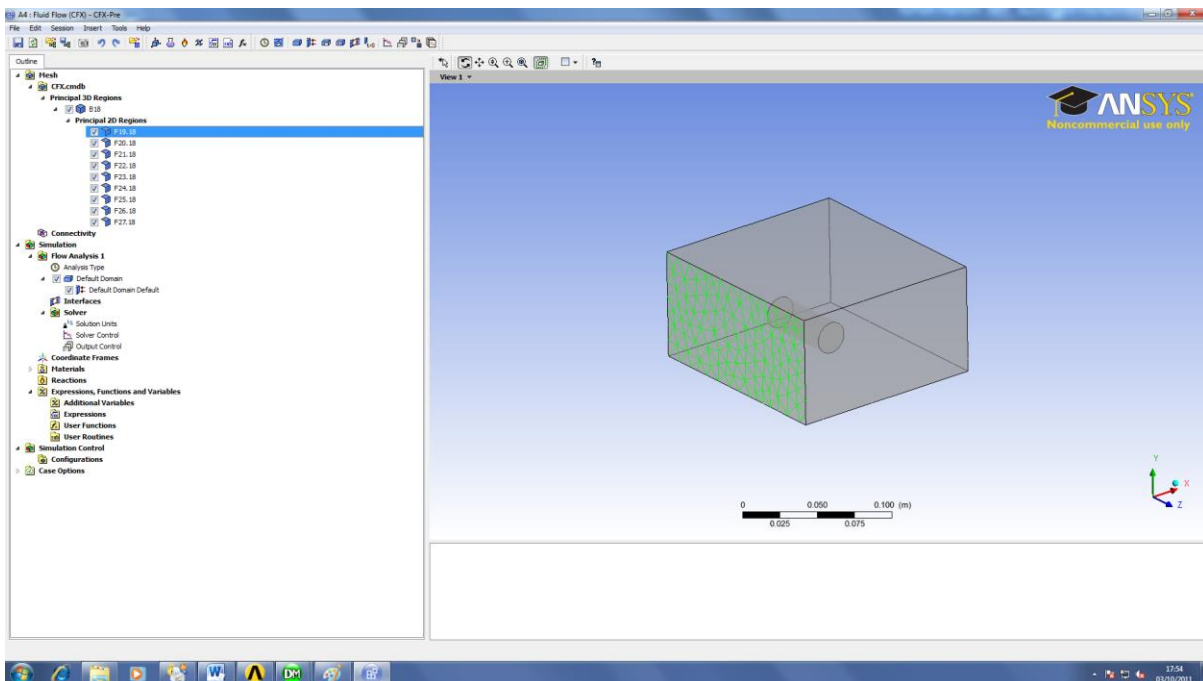 A4 : Fluid Flow (CFX) - CFX-Pre
File Edit Session Insert Tools Help
Outline
Mesh
CFX.cmdb
Principal 3D Regions
B18
Principal 2D Regions
F19.18
F20.18
F21.18
F22.18
F23.18
F24.18
F25.18
F26.18
F27.18
Connectivity
Simulation
Flow Analysis 1
Analysis Type
Default Domain
Default Domain Default
Interfaces
Solver
Solution Units
Solver Control
Output Control
Coordinate Frames
Materials
Reactions
Expressions, Functions and Variables
Additional Variables
Expressions
User Functions
User Routines
Simulation Control
Configurations
Case Options
View 1
ANSYS
Noncommercial use only
Y
X
Z
0 0.050 0.100 (m)
0.025 0.075
W
DM
17:54
03/10/2011